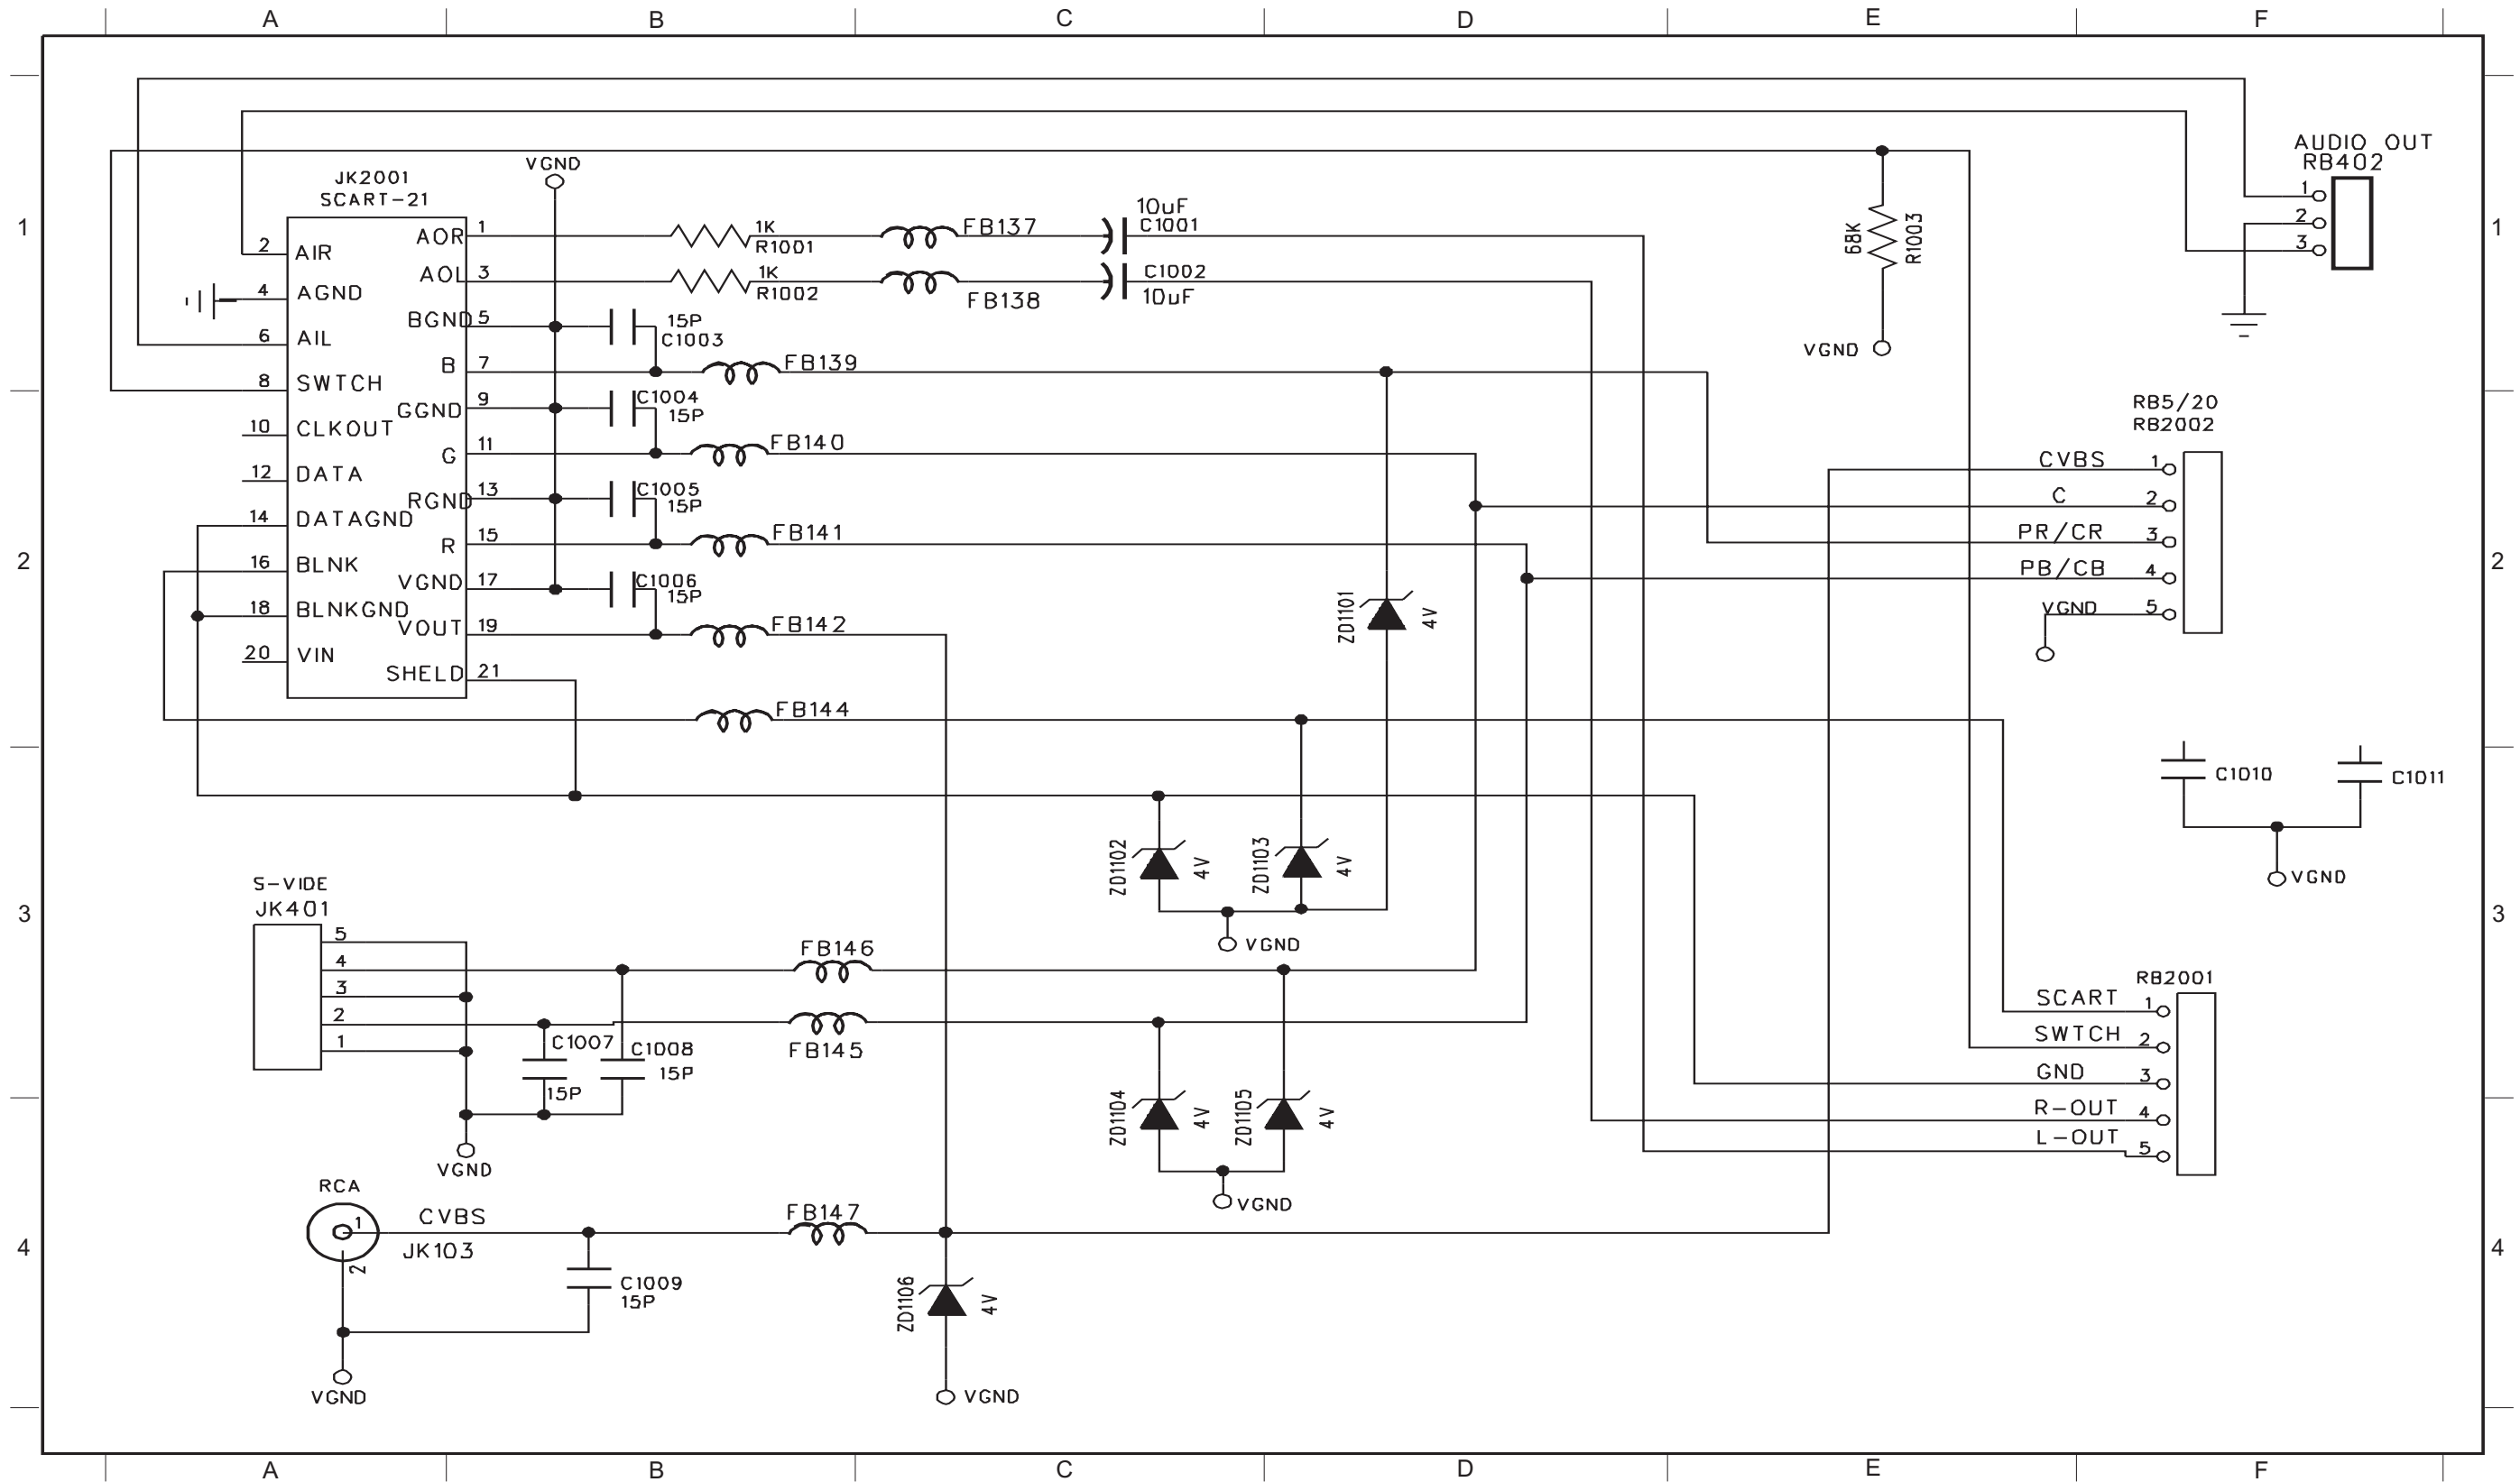 A B C D E F
1
2
3
4
1
2
3
4
VGND
JK2001
SCART-21
AOR 1
2 AIR
AOL 3
4 AGND
BGND 5
6 AIL
B 7
8 SWTCH
GGND 9
10 CLKOUT
G 11
12 DATA
RGND 13
14 DATAGND
R 15
16 BLNK
VGND 17
18 BLNKGND
VOUT 19
20 VIN
SHELD 21
1K
R1001
FB137
10uF
C1001
1K
R1002
FB138
C1002
10uF
15P
C1003
FB139
C1004
15P
FB140
C1005
15P
FB141
C1006
15P
FB142
FB144
68K
R1003
VGND
AUDIO OUT
RB402
1
2
3
RB5/20
RB2002
CVBS 1
C 2
PR/CR 3
PB/CB 4
VGND 5
ZD1101
4V
C1010
C1011
VGND
ZD1102
4V
ZD1103
4V
VGND
S-VIDE
JK401
5
4
3
2
1
FB146
FB145
C1007
15P
C1008
15P
VGND
ZD1104
4V
ZD1105
4V
VGND
RB2001
SCART 1
SWTCH 2
GND 3
R-OUT 4
L-OUT 5
RCA
1
2
CVBS
JK103
FB147
C1009
15P
VGND
ZD1106
4V
VGND
A B C D E F